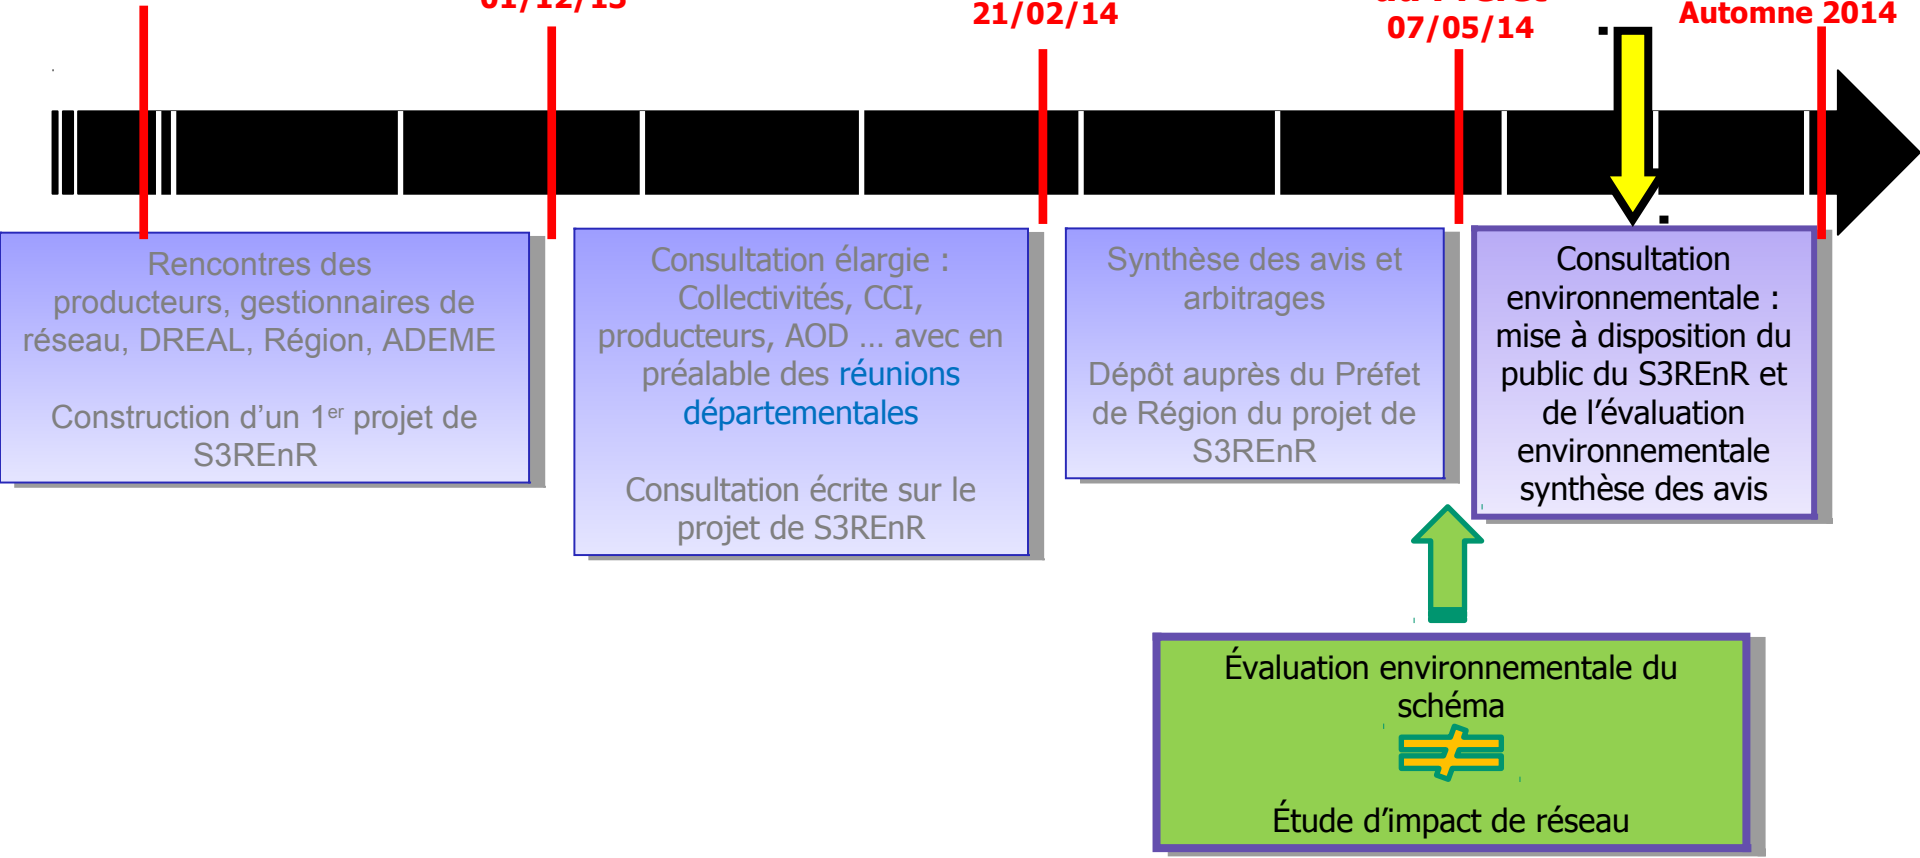 21/02/14
07/05/14
Automne 2014
Rencontres des
producteurs, gestionnaires de
réseau, DREAL, Région, ADEME
Construction d’un 1er projet de
S3REnR
Consultation élargie :
Collectivités, CCI,
producteurs, AOD … avec en
préalable des réunions
départementales
Consultation écrite sur le
projet de S3REnR
Synthèse des avis et
arbitrages
Dépôt auprès du Préfet
de Région du projet de
S3REnR
Consultation
environnementale :
mise à disposition du
public du S3REnR et
de l’évaluation
environnementale
synthèse des avis
Évaluation environnementale du
schéma
≠
Étude d’impact de réseau